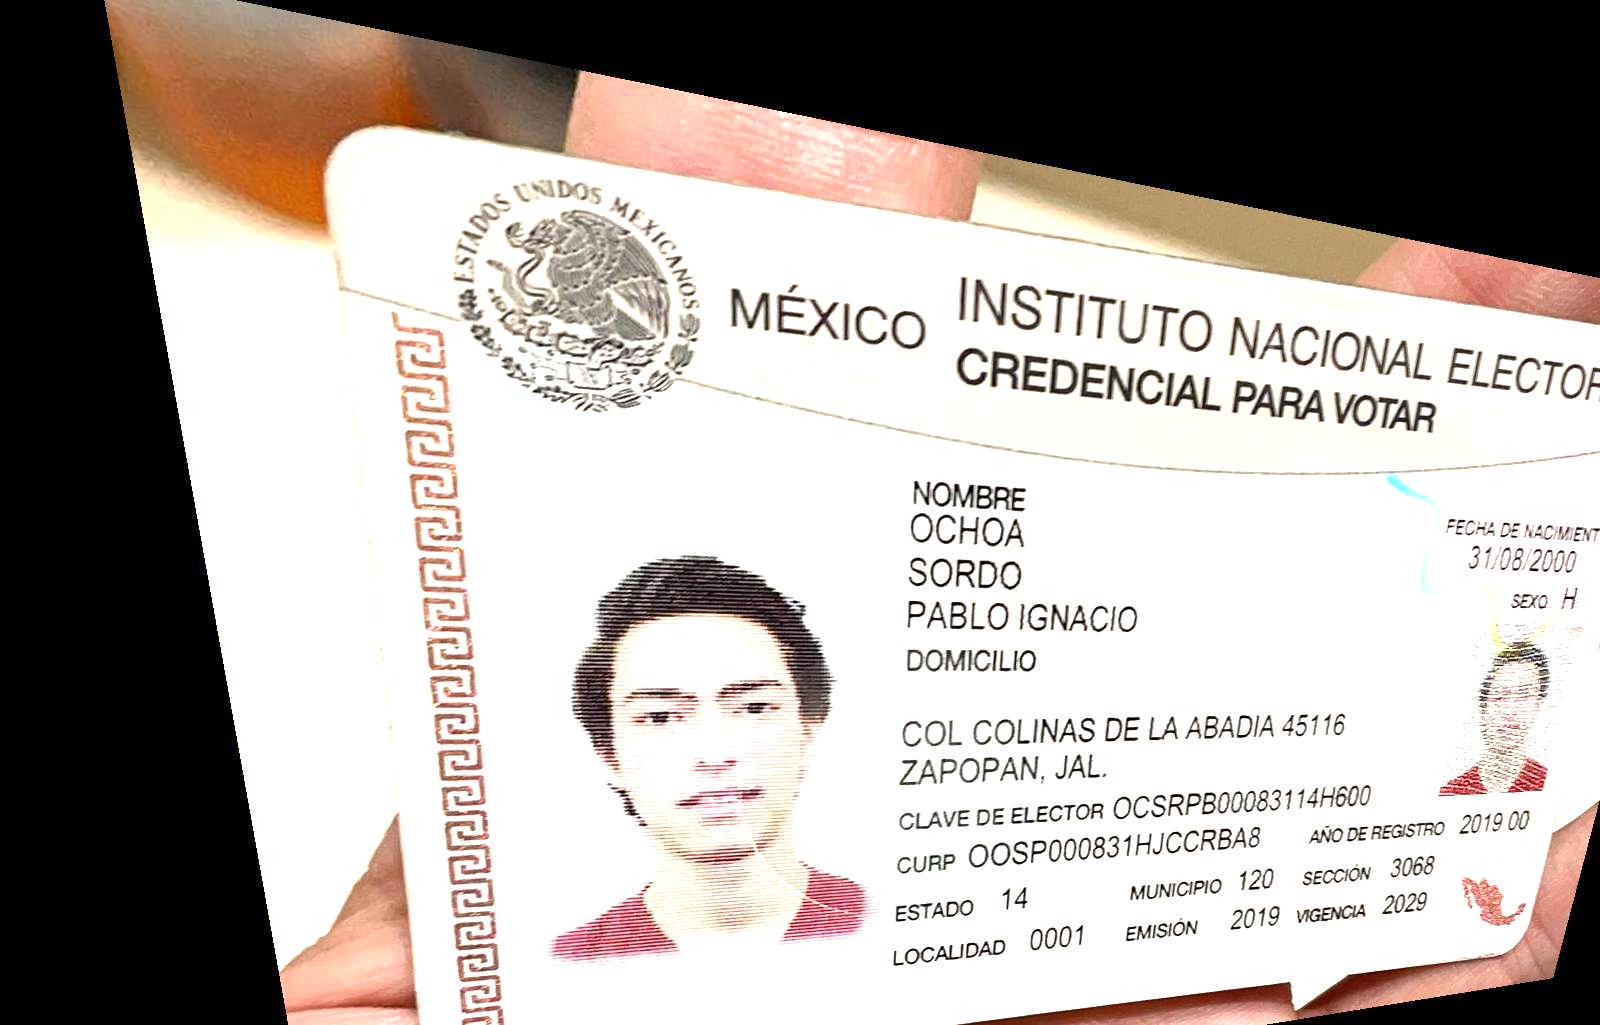 ESTADOS UNIDOS MEXICANOS
MÉXICO
INSTITUTO NACIONAL ELECTOR
CREDENCIAL PARA VOTAR
NOMBRE
OCHOA
SORDO
PABLO IGNACIO
DOMICILIO
COL COLINAS DE LA ABADIA 45116
ZAPOPAN, JAL.
FECHA DE NACIMIENT
31/08/2000
SEXO H
CLAVE DE ELECTOR OCSRPB00083114H600
CURP OOSP000831HJCCRBA8 AÑO DE REGISTRO 2019 00
ESTADO 14 MUNICIPIO 120 SECCIÓN 3068
LOCALIDAD 0001 EMISIÓN 2019 VIGENCIA 2029